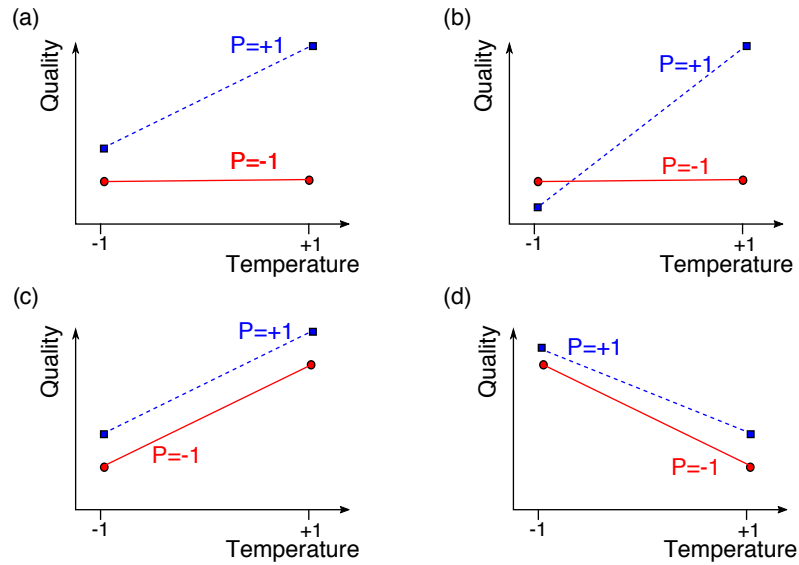 (a)
Quality
P=+1
P=-1
-1
+1
Temperature
(b)
Quality
P=+1
P=-1
-1
+1
Temperature
(c)
Quality
P=+1
P=-1
-1
+1
Temperature
(d)
Quality
P=+1
P=-1
-1
+1
Temperature